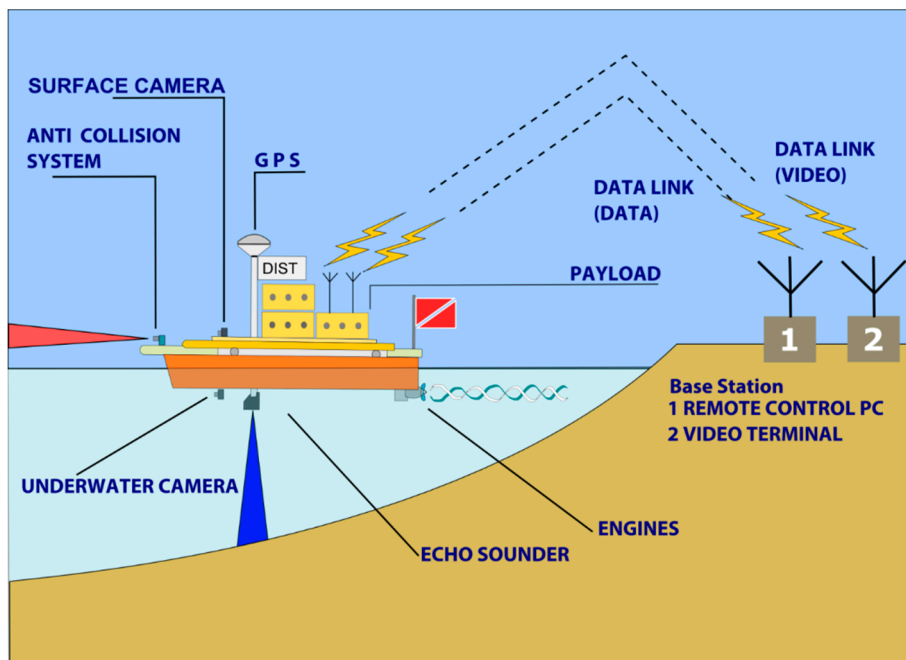 SURFACE CAMERA
ANTI COLLISION
SYSTEM
GPS
DATA LINK
(VIDEO)
DATA LINK
(DATA)
DIST
PAYLOAD
1
2
Base Station
1 REMOTE CONTROL PC
2 VIDEO TERMINAL
UNDERWATER CAMERA
ENGINES
ECHO SOUNDER